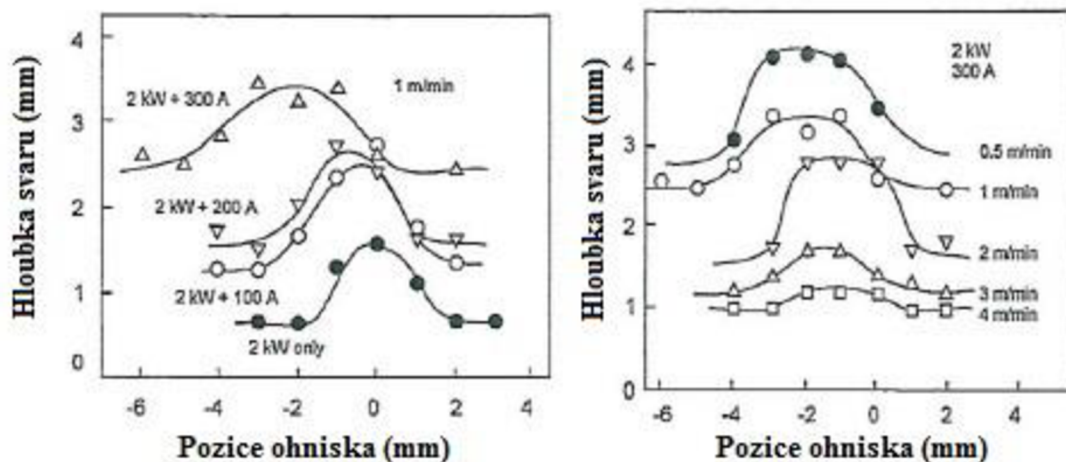 Hloubka svaru (mm)
4
3
2
1
0
2 kW + 300 A
1 m/min
2 kW + 200 A
2 kW + 100 A
2 kW only
-6 -4 -2 0 2 4
Pozice ohniska (mm)
Hloubka svaru (mm)
4
3
2
1
0
2 kW
300 A
0.5 m/min
1 m/min
2 m/min
3 m/min
4 m/min
-6 -4 -2 0 2 4
Pozice ohniska (mm)